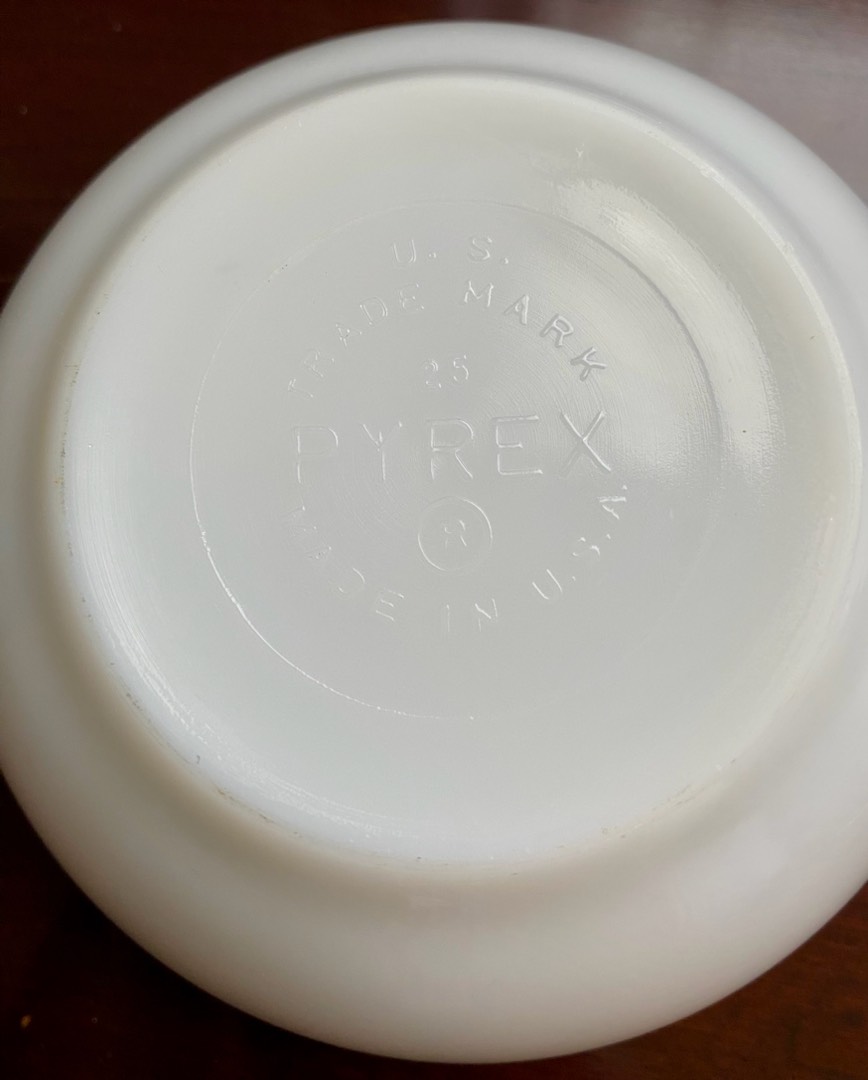 U. S.
TRADE MARK
25
PYREX
®
MADE IN U.S.A.